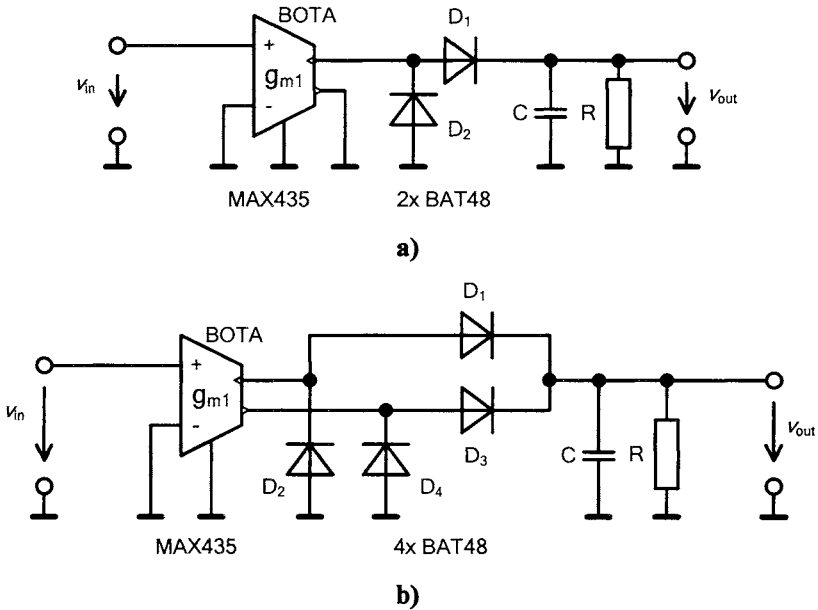 BOTA
D₁
+
vin
gm1
-
C
R
vout
D₂
MAX435
2x BAT48
a)
D₁
BOTA
+
vin
gm1
-
D₃
vout
D₂
D₄
C
R
MAX435
4x BAT48
b)